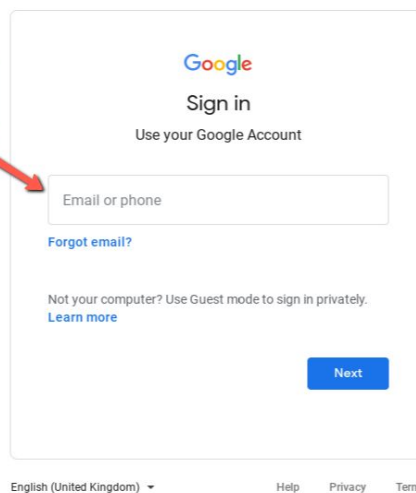 Google
Sign in
Use your Google Account
Email or phone
Forgot email?
Not your computer? Use Guest mode to sign in privately.
Learn more
Next
English (United Kingdom) Help Privacy